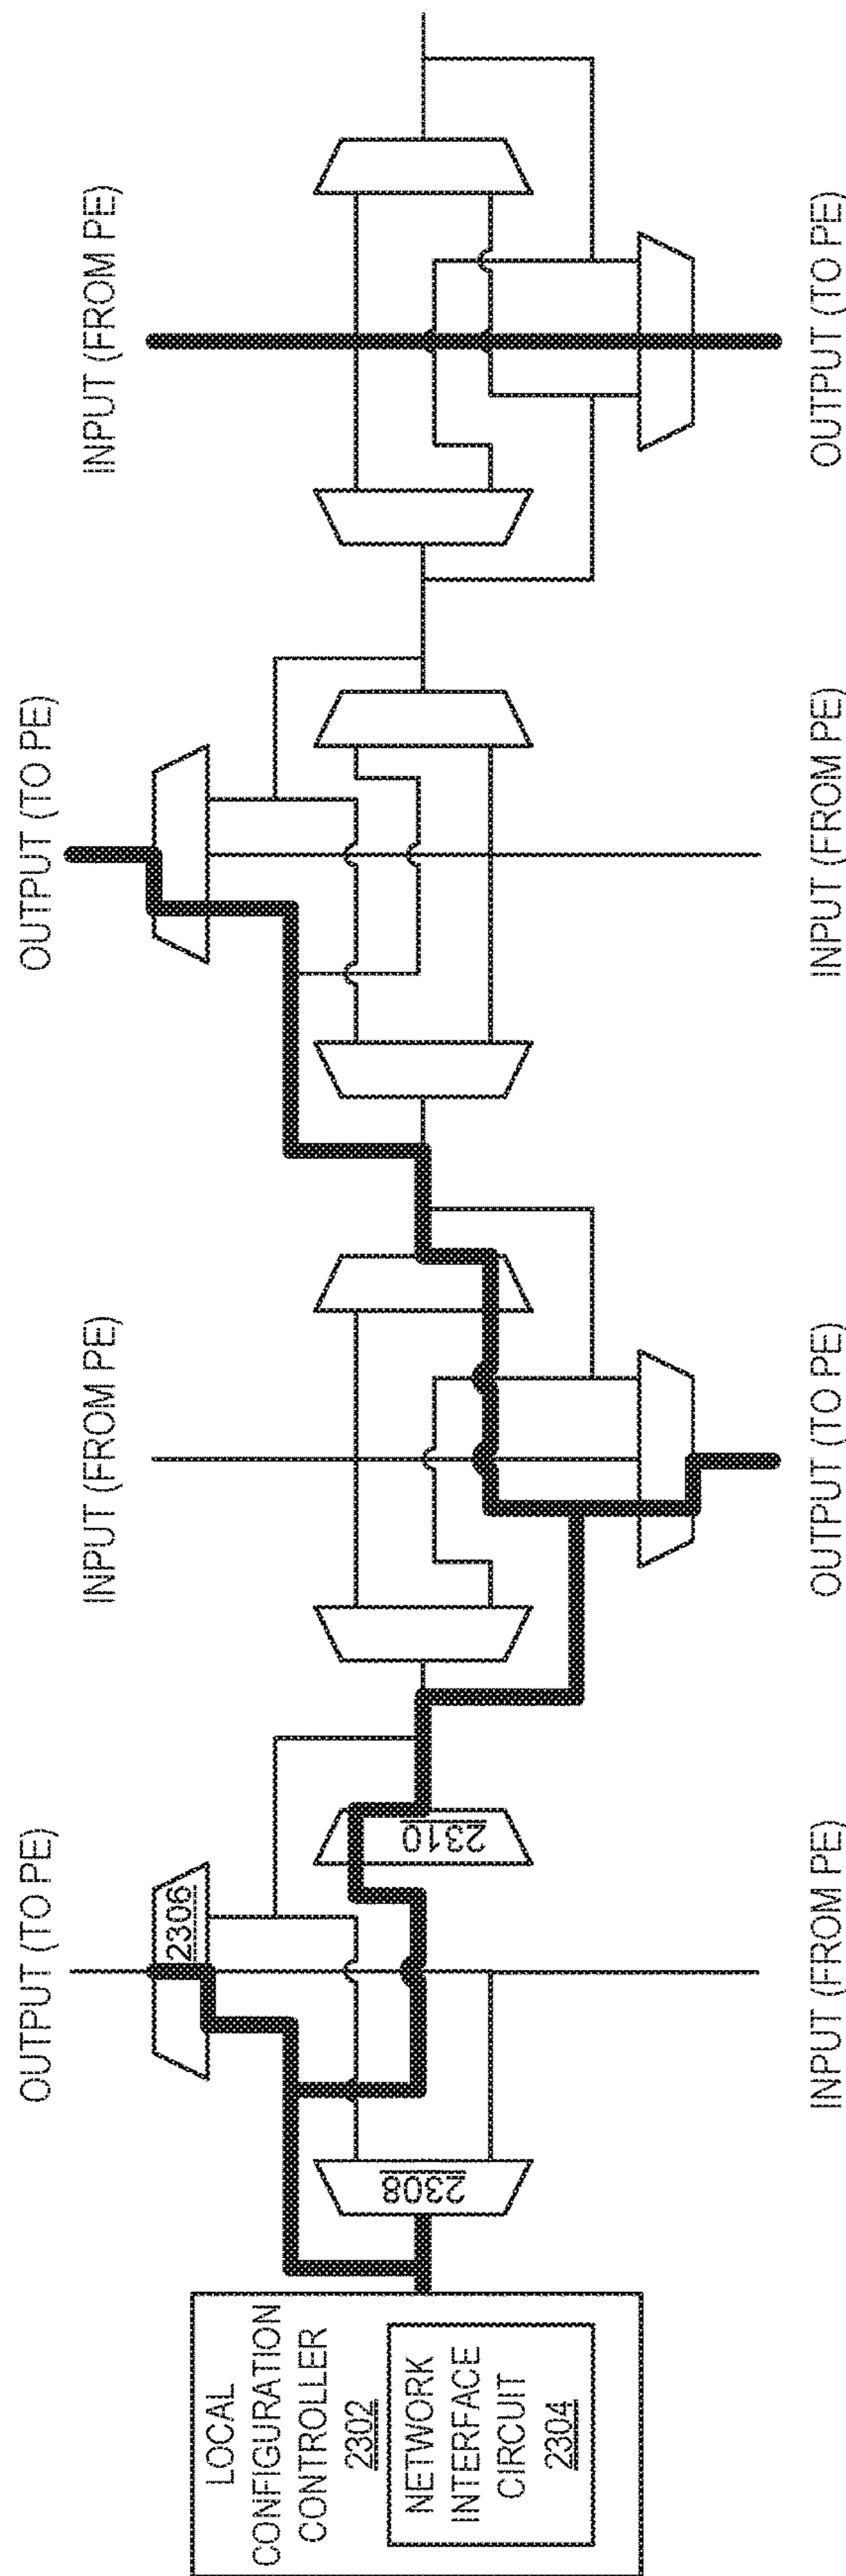 OUTPUT (TO PE)
OUTPUT (TO PE)
INPUT (FROM PE)
INPUT (FROM PE)
LOCAL
CONFIGURATION
CONTROLLER
2302
NETWORK
INTERFACE
CIRCUIT
2304
2306
2308
2310
INPUT (FROM PE)
OUTPUT (TO PE)
INPUT (FROM PE)
OUTPUT (TO PE)